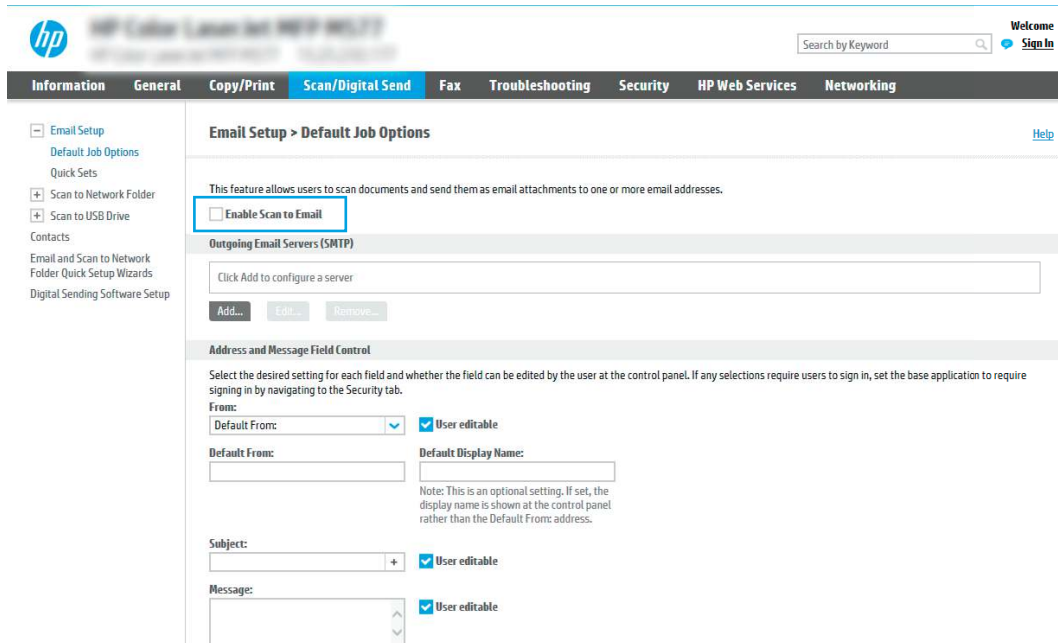 hp
Welcome
Search by Keyword
Sign In
Information General Copy/Print Scan/Digital Send Fax Troubleshooting Security HP Web Services Networking
Email Setup
Default Job Options
Quick Sets
Scan to Network Folder
Scan to USB Drive
Contacts
Email and Scan to Network
Folder Quick Setup Wizards
Digital Sending Software Setup
Email Setup > Default Job Options
Help
This feature allows users to scan documents and send them as email attachments to one or more email addresses.
Enable Scan to Email
Outgoing Email Servers (SMTP)
Click Add to configure a server
Add... Edit... Remove...
Address and Message Field Control
Select the desired setting for each field and whether the field can be edited by the user at the control panel. If any selections require users to sign in, set the base application to require
signing in by navigating to the Security tab.
From:
Default From: User editable
Default From: Default Display Name:
Note: This is an optional setting. If set, the
display name is shown at the control panel
rather than the Default From: address.
Subject:
+ User editable
Message:
User editable